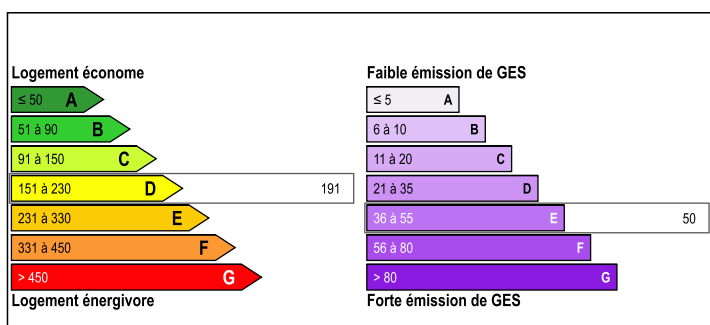 Logement économe
≤ 50 A
51 à 90 B
91 à 150 C
151 à 230 D 191
231 à 330 E
331 à 450 F
> 450 G
Logement énergivore
Faible émission de GES
≤ 5 A
6 à 10 B
11 à 20 C
21 à 35 D
36 à 55 E 50
56 à 80 F
> 80 G
Forte émission de GES